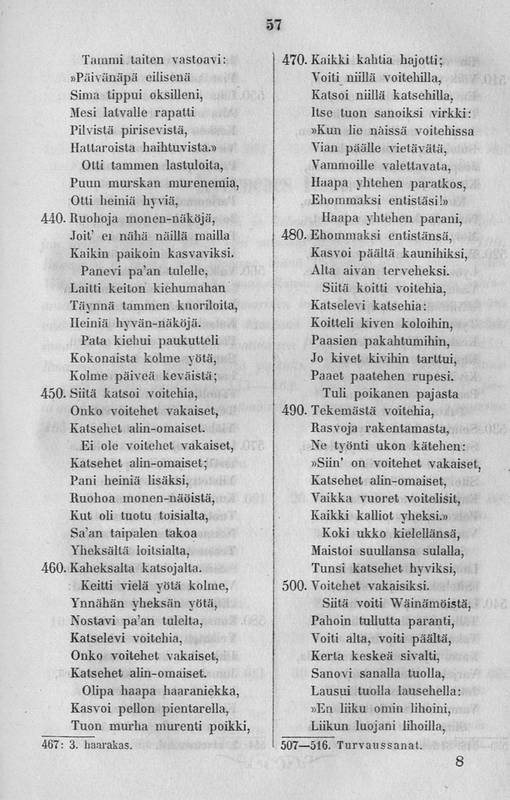 57
Tammi taiten vastoavi:
»Päivänäpä eilisenä
Sima tippui oksilleni,
Mesi latvalle rapatti
Pilvistä pirisevistä,
Hattaroista haihtuvista.»
Otti tammen lastuloita,
Puun murskan murenemia,
Otti heiniä hyviä,
440. Ruohoja monen-näköjä,
Joit' ei nähä näillä mailla
Kaikin paikoin kasvaviksi.
Panevi pa'an tulelle,
Laitti keiton kiehumahan
Täynnä tammen kuoriloita,
Heiniä hyvän-näköjä.
Pata kiehui paukutteli
Kokonaista kolme yötä,
Kolme päiveä keväistä;
450. Siitä katsoi voitehia,
Onko voitehet vakaiset,
Katsehet alin-omaiset.
Ei ole voitehet vakaiset,
Katsehet alin-omaiset;
Pani heiniä lisäksi,
Ruohoa monen-näöistä,
Kut oli tuotu toisialta,
Sa'an taipalen takoa
Yheksältä loitsialta,
460. Kaheksalta katsojalta.
Keitti vielä yötä kolme,
Ynnähän yheksän yötä,
Nostavi pa'an tulelta,
Katselevi voitehia,
Onko voitehet vakaiset,
Katsehet alin-omaiset.
Olipa haapa haaraniekka,
Kasvoi pellon pientarella,
Tuon murha murenti poikki,
467: 3. haarakas.
470. Kaikki kahtia hajotti;
Voiti niillä voitehilla,
Katsoi niillä katsehilla,
Itse tuon sanoiksi virkki:
»Kun lie näissä voitehissa
Vian päälle vietävätä,
Vammoille valettavata,
Haapa yhtehen paratkos,
Ehommaksi entistäsi!»
Haapa yhtehen parani,
480. Ehommaksi entistänsä,
Kasvoi päältä kaunihiksi,
Alta aivan terveheksi.
Siitä koitti voitehia,
Katselevi katsehia:
Koitteli kiven koloihin,
Paasien pakahtumihin,
Jo kivet kivihin tarttui,
Paaet paatehen rupesi.
Tuli poikanen pajasta
490. Tekemästä voitehia,
Rasvoja rakentamasta,
Ne työnti ukon kätehen:
»Siin' on voitehet vakaiset,
Katsehet alin-omaiset,
Vaikka vuoret voitelisit,
Kaikki kalliot yheksi.»
Koki ukko kielellänsä,
Maistoi suullansa sulalla,
Tunsi katsehet hyviksi,
500. Voitehet vakaisiksi.
Siitä voiti Wäinämöistä,
Pahoin tullutta paranti,
Voiti alta, voiti päältä,
Kerta keskeä sivalti,
Sanovi sanalla tuolla,
Lausui tuolla lausehella:
»En liiku omin lihoini,
Liikun luojani lihoilla,
507—516. Turvaussanat.
8